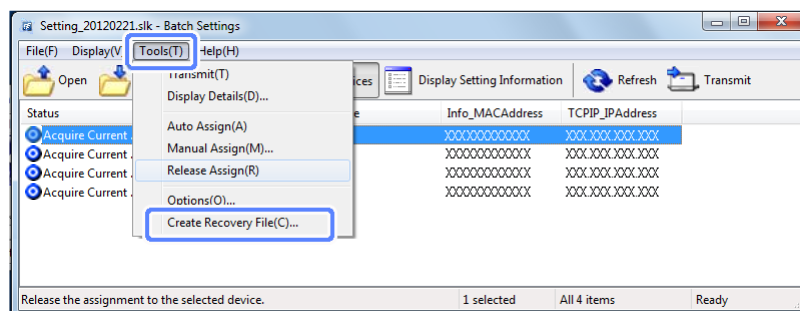 Setting_20120221.slk - Batch Settings
File(F) Display(V) Tools(T) Help(H)
Open Display Setting Information Refresh Transmit
Transmit(T)
Display Details(D)...
Auto Assign(A)
Manual Assign(M)...
Release Assign(R)
Options(O)...
Create Recovery File(C)...
Status Info_MACAddress TCPIP_IPAddress
Acquire Current XXXXXXXXXXXX XXX.XXX.XXX.XXX
Acquire Current XXXXXXXXXXXX XXX.XXX.XXX.XXX
Acquire Current XXXXXXXXXXXX XXX.XXX.XXX.XXX
Acquire Current XXXXXXXXXXXX XXX.XXX.XXX.XXX
Release the assignment to the selected device. 1 selected All 4 items Ready